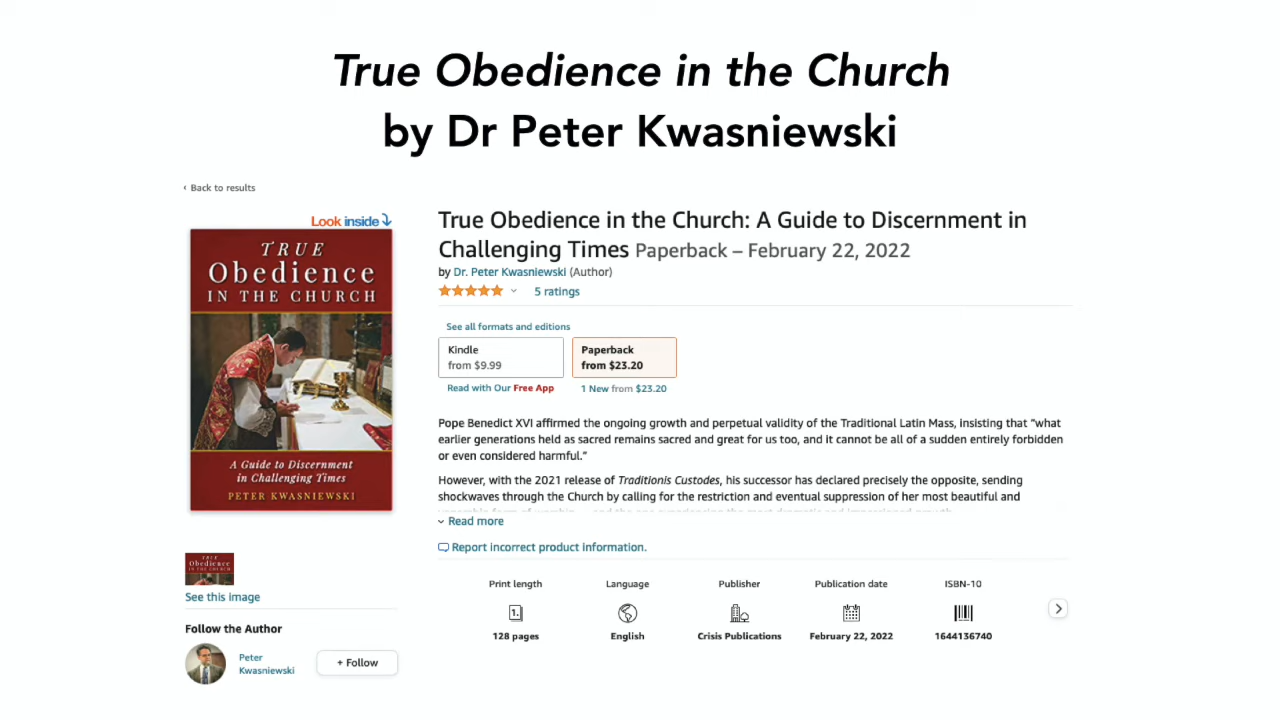 True Obedience in the Church
by Dr Peter Kwasniewski
‹ Back to results
Look inside
TRUE
Obedience
IN THE CHURCH
A Guide to Discernment
in Challenging Times
PETER KWASNIEWSKI
See this image
Follow the Author
Peter
Kwasniewski
+ Follow
True Obedience in the Church: A Guide to Discernment in
Challenging Times Paperback – February 22, 2022
by Dr. Peter Kwasniewski (Author)
5 ratings
See all formats and editions
Kindle
from $9.99
Read with Our Free App
Paperback
from $23.20
1 New from $23.20
Pope Benedict XVI affirmed the ongoing growth and perpetual validity of the Traditional Latin Mass, insisting that "what
earlier generations held as sacred remains sacred and great for us too, and it cannot be all of a sudden entirely forbidden
or even considered harmful."
However, with the 2021 release of Traditionis Custodes, his successor has declared precisely the opposite, sending
shockwaves through the Church by calling for the restriction and eventual suppression of her most beautiful and
Read more
Report incorrect product information.
Print length
1.
128 pages
Language
English
Publisher
Crisis Publications
Publication date
February 22, 2022
ISBN-10
1644136740